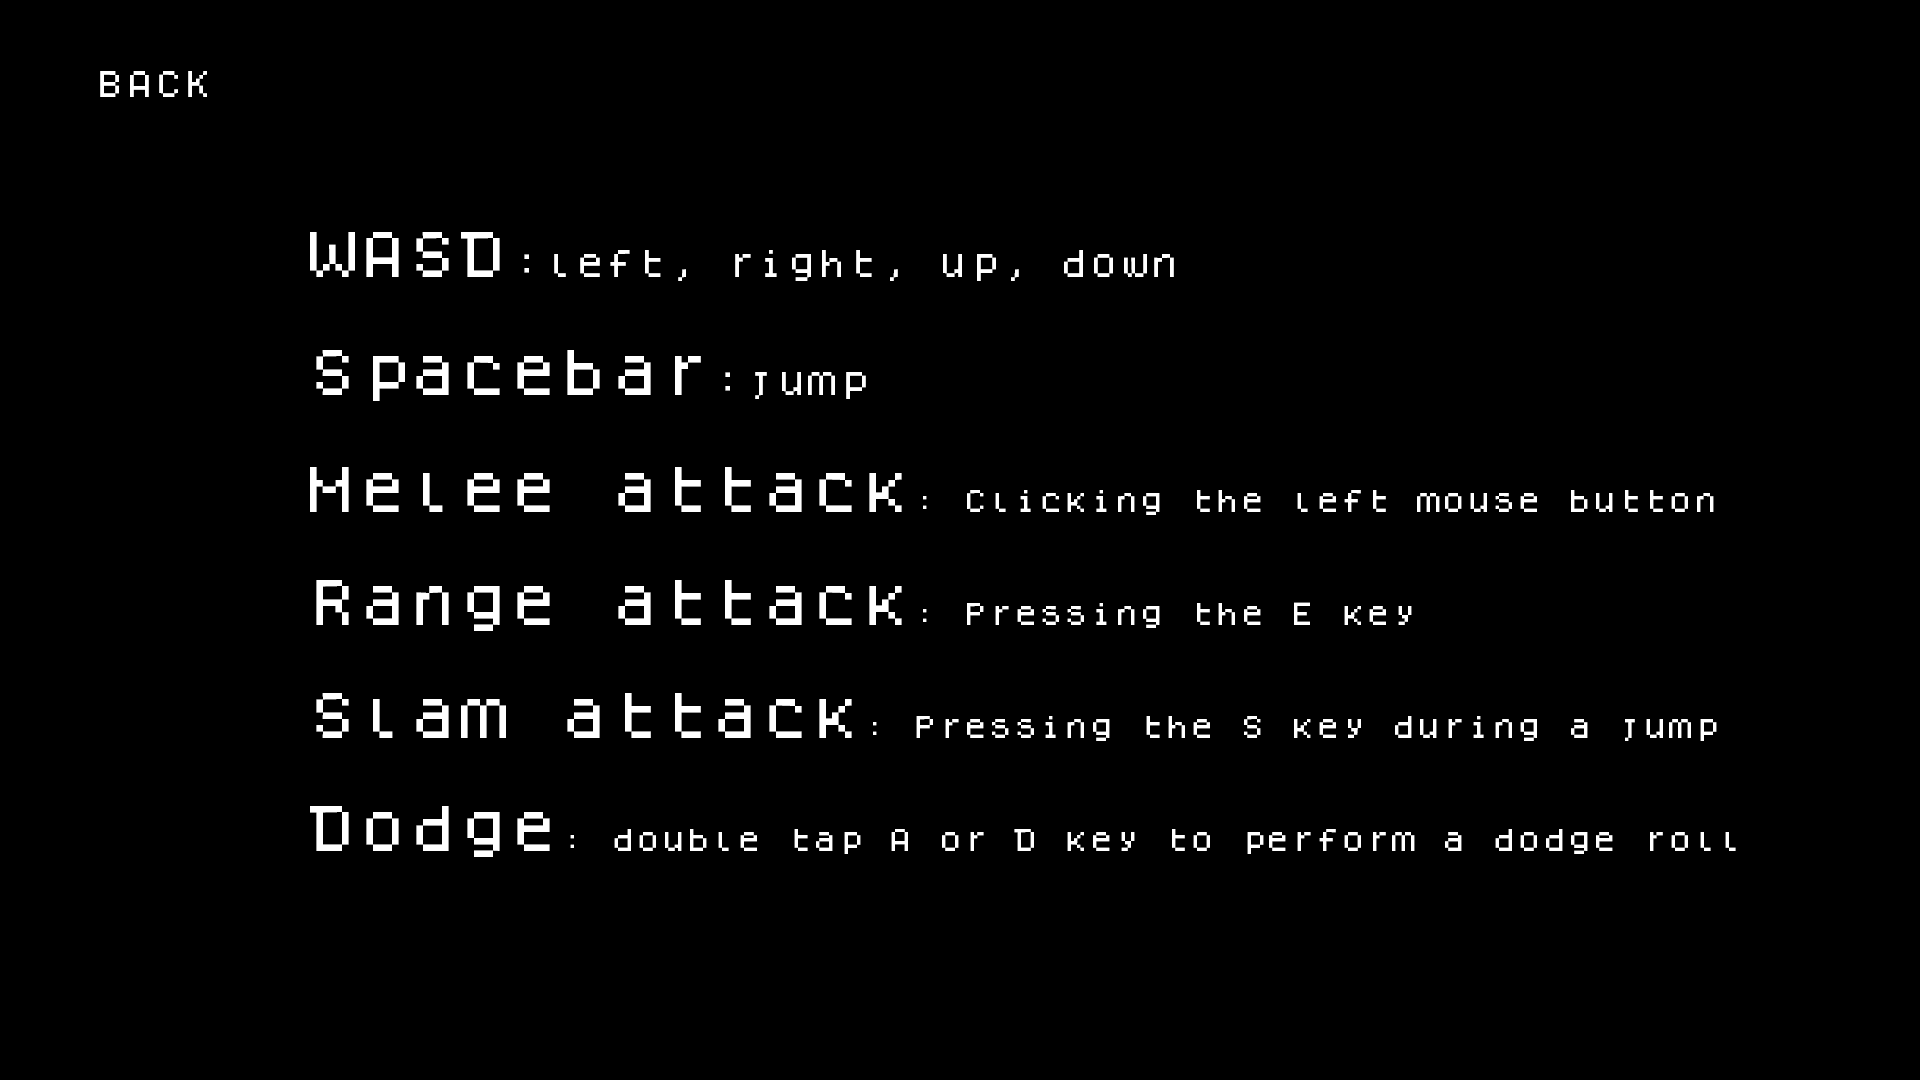 BACK
WASD:left, right, up, down
Spacebar:jump
Melee attack: Clicking the left mouse button
Range attack: Pressing the E key
Slam attack: Pressing the S key during a jump
Dodge: double tap A or D key to perform a dodge roll